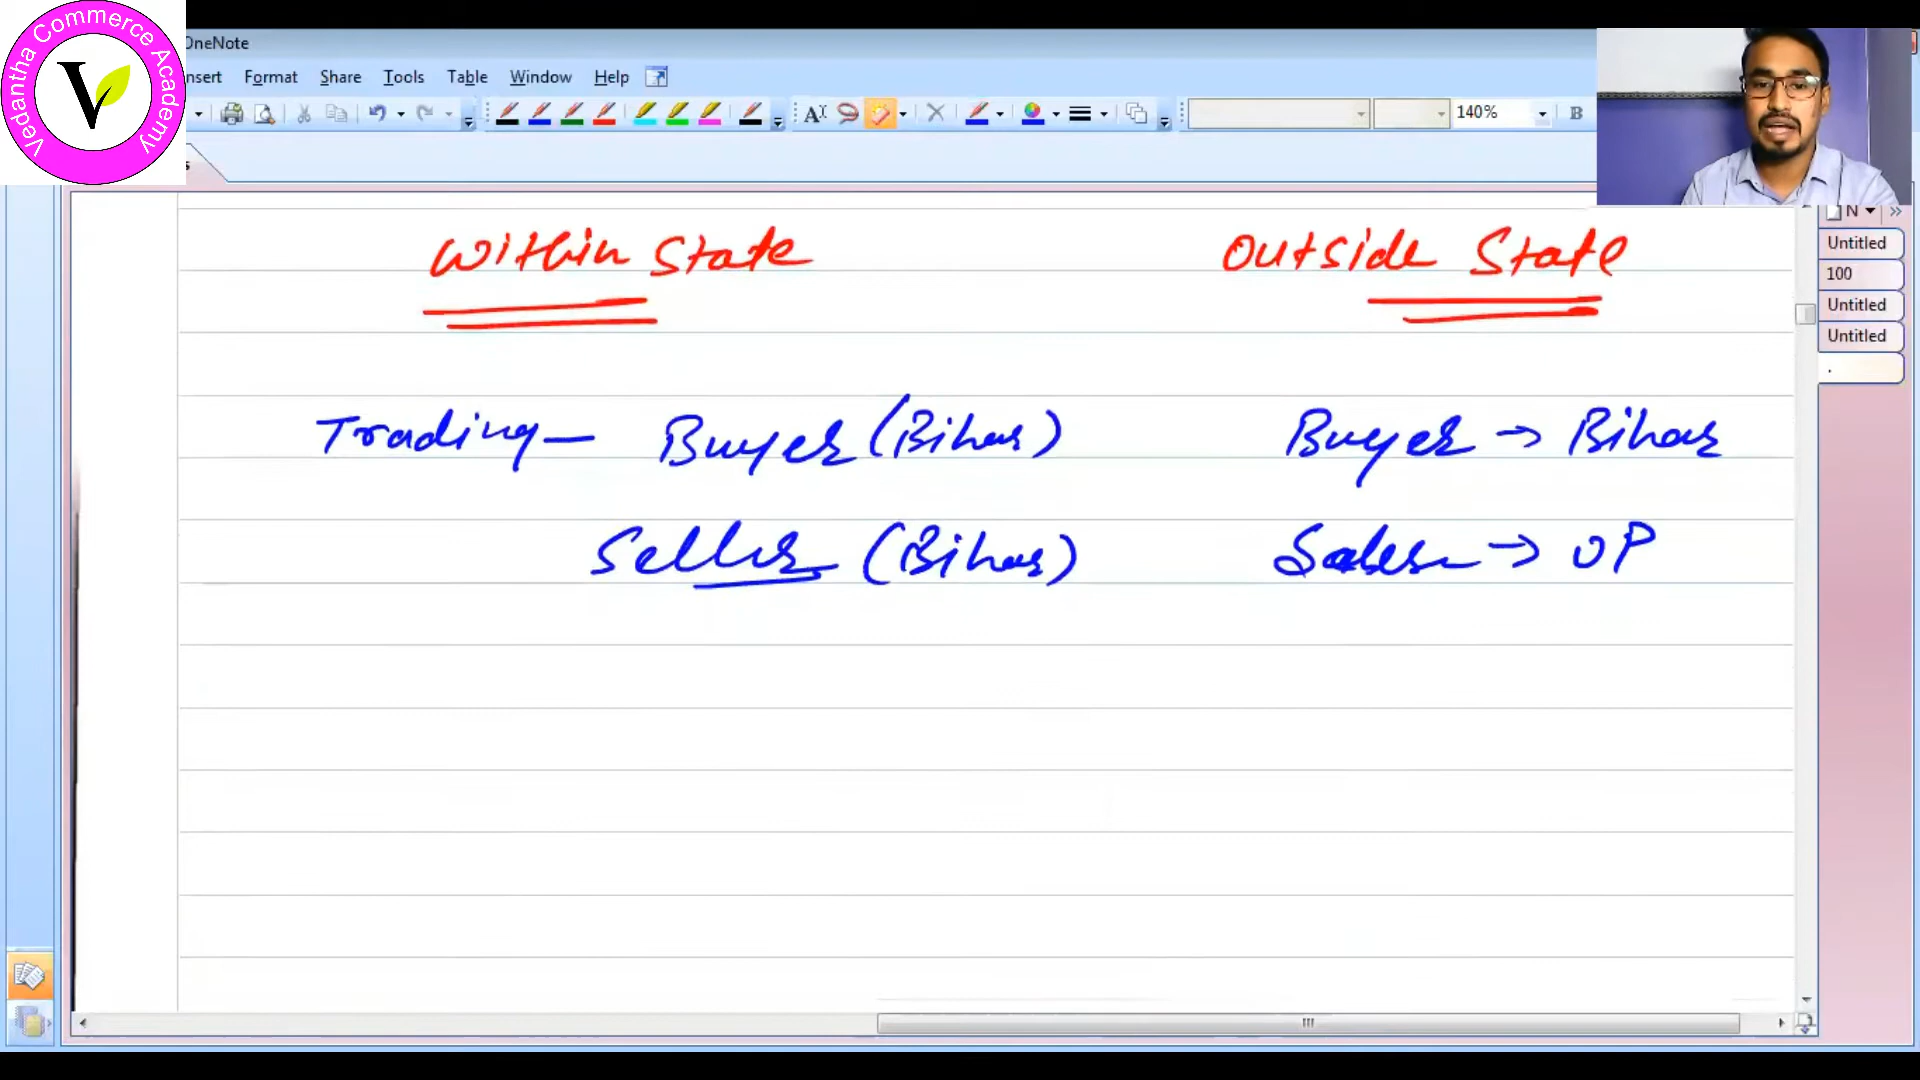 Vedantha Commerce Academy
V
OneNote
nsert Format Share Tools Table Window Help
140% B
s
N
Untitled
100
Untitled
Untitled
.
Within State Outside State
Trading — Buyer (Bihar) Buyer → Bihar
Seller (Bihar) → UP